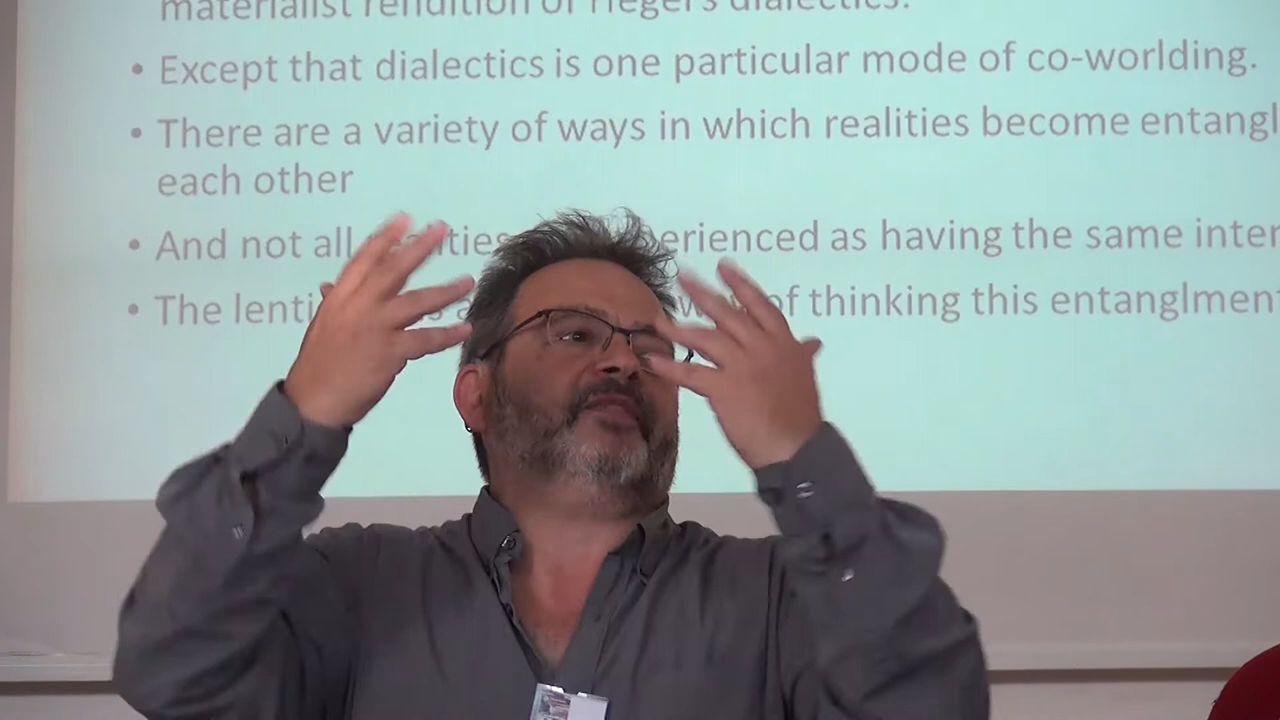 materialist rendition of Hegel's dialectics.
• Except that dialectics is one particular mode of co-worlding.
• There are a variety of ways in which realities become entangl
each other
• And not all erienced as having the same inter
• The lenti of thinking this entanglmen